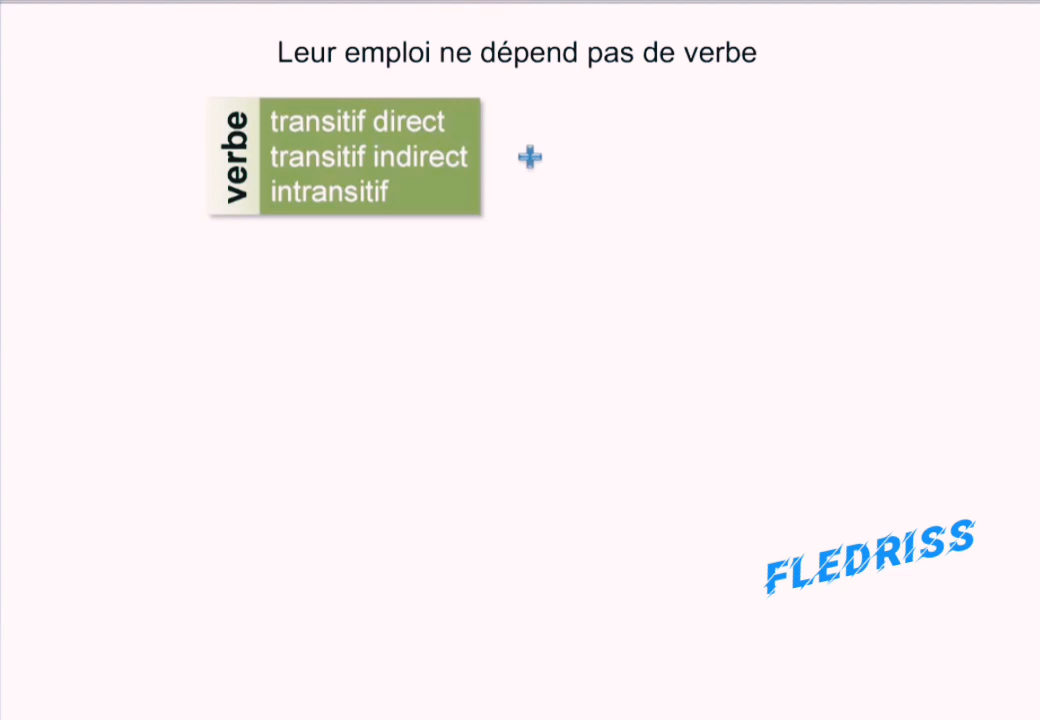 Leur emploi ne dépend pas de verbe
verbe
transitif direct
transitif indirect
intransitif
FLEDRISS